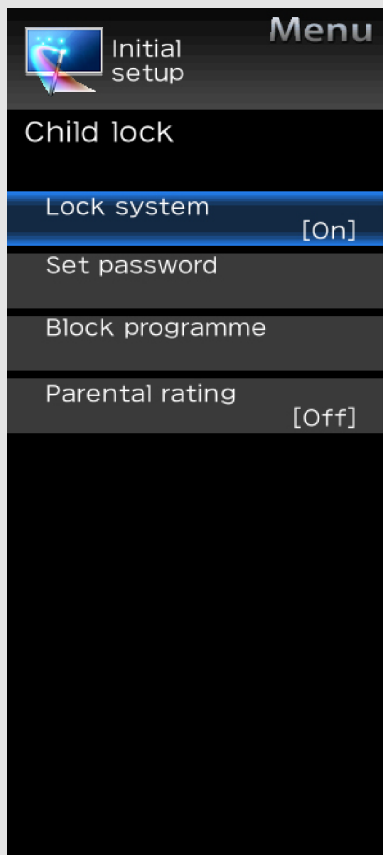 Menu
Initial
setup
Child lock
Lock system
[On]
Set password
Block programme
Parental rating
[Off]